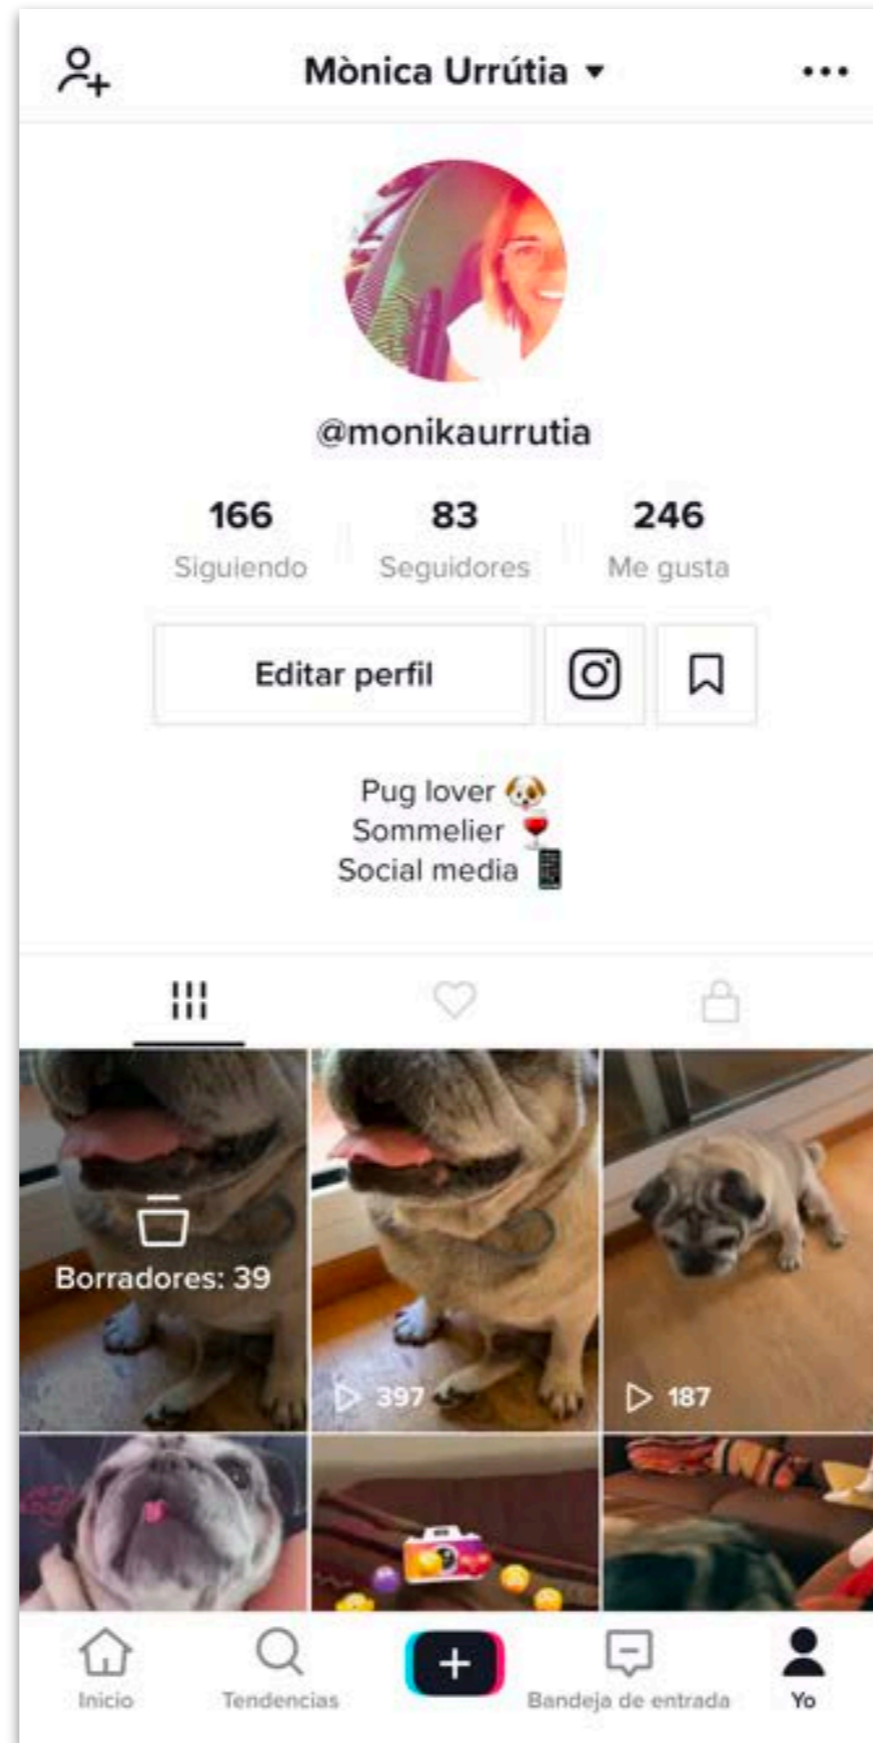 Mònica Urrútia
@monikaurrutia
166 83 246
Siguiendo Seguidores Me gusta
Editar perfil
Pug lover
Sommelier
Social media
Borradores: 39
397
187
Inicio Tendencias Bandeja de entrada Yo